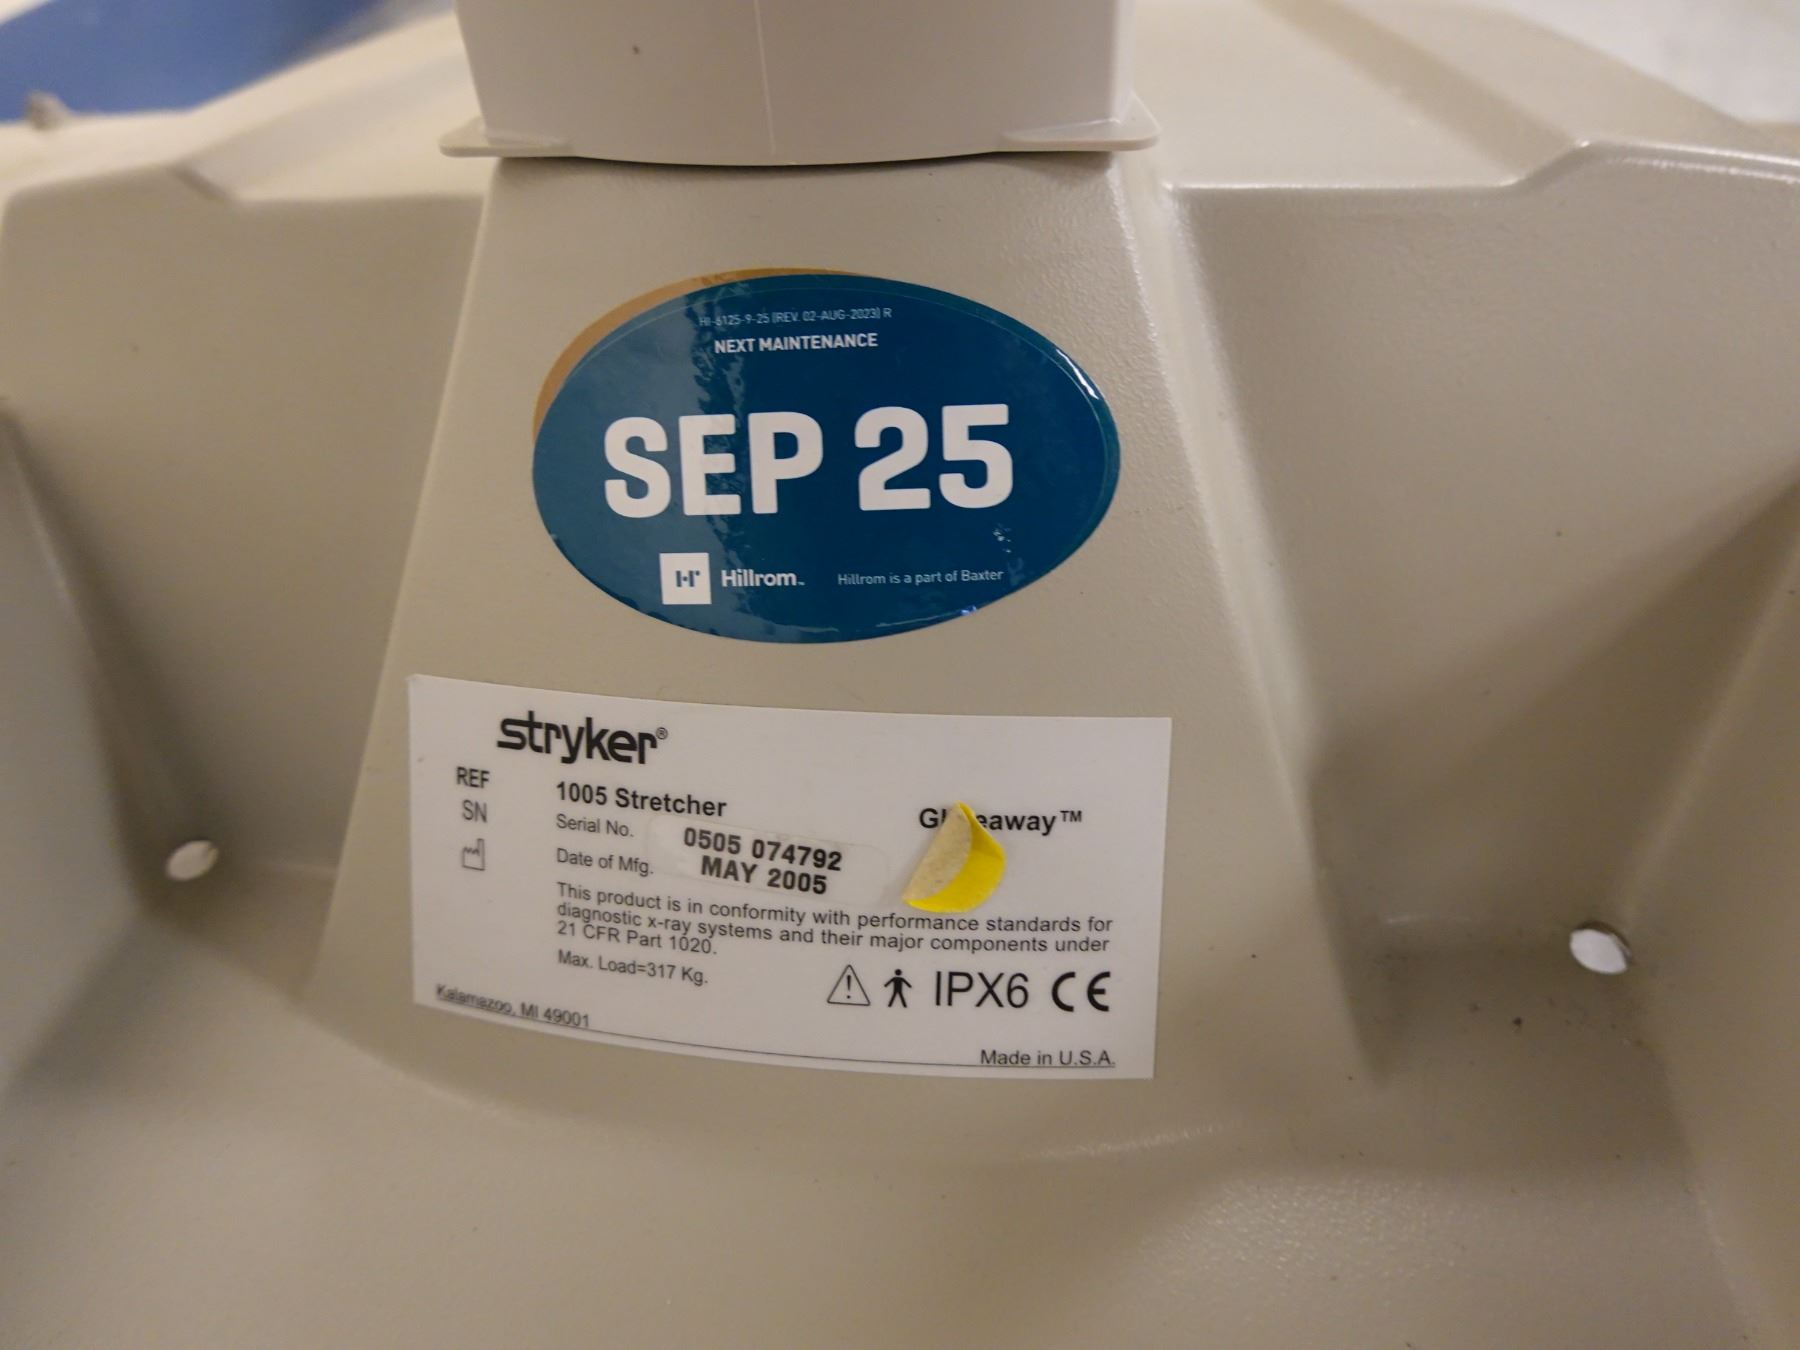 HI-6125-9-25 (REV. 02-AUG-2023) R
NEXT MAINTENANCE
SEP 25
Hillrom™ Hillrom is a part of Baxter
stryker®
REF 1005 Stretcher
SN Serial No. 0505 074792
Date of Mfg. MAY 2005
This product is in conformity with performance standards for
diagnostic x-ray systems and their major components under
21 CFR Part 1020.
Max. Load=317 Kg.
IPX6 CE
Kalamazoo, MI 49001
Made in U.S.A.